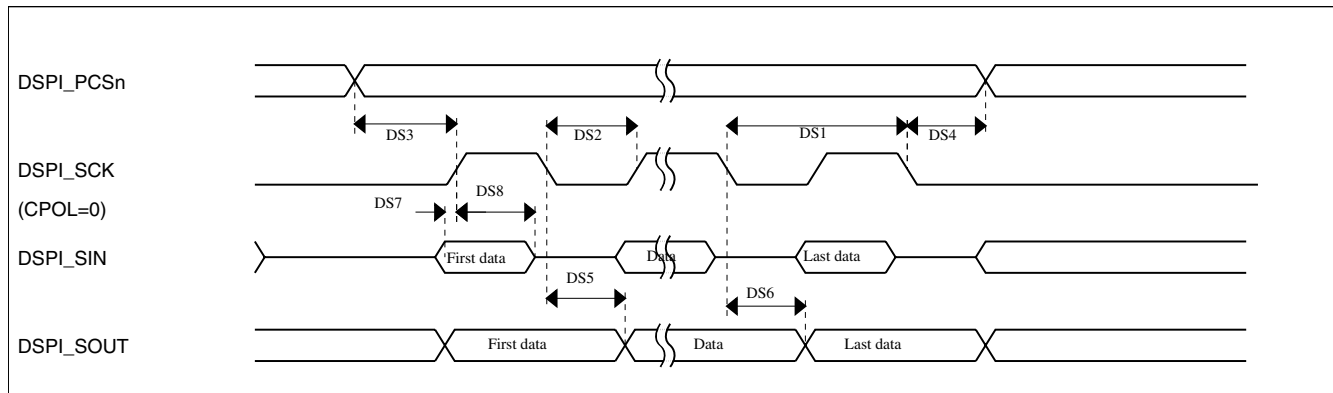 DSPI_PCSn
DS3
DS2
DS1
DS4
DSPI_SCK
(CPOL=0)
DS7
DS8
DSPI_SIN
First data
Data
Last data
DS5
DS6
DSPI_SOUT
First data
Data
Last data